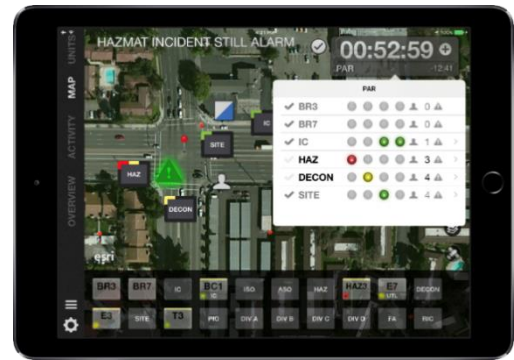 HAZMAT INCIDENT STILL ALARM
00:52:59
PAR
-12:41
UNITS
MAP
ACTIVITY
OVERVIEW
PAR
BR3 0
BR7 0
IC 1
HAZ 3
DECON 4
SITE 4
IC
SITE
HAZ
DECON
esri
BR3 BR7 IC BC1 IC ISO ASO HAZ HAZ3 E7 UTL DECON
E3 SITE T3 PIO DIV A DIV B DIV C DIV D FA RIC